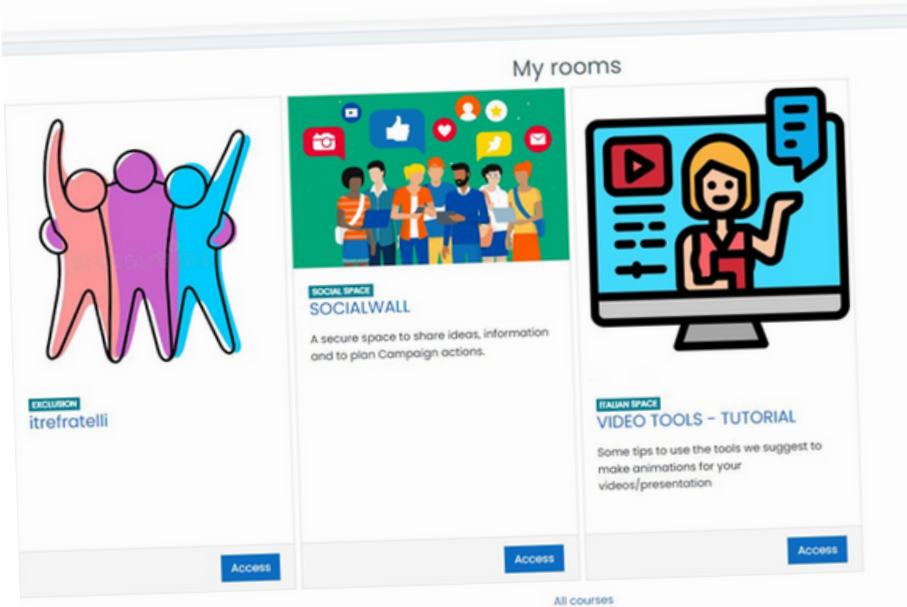 My rooms
EXCLUSION
itrefratelli
Access
SOCIAL SPACE
SOCIALWALL
A secure space to share ideas, information
and to plan Campaign actions.
Access
ITALIAN SPACE
VIDEO TOOLS - TUTORIAL
Some tips to use the tools we suggest to
make animations for your
videos/presentation
Access
All courses